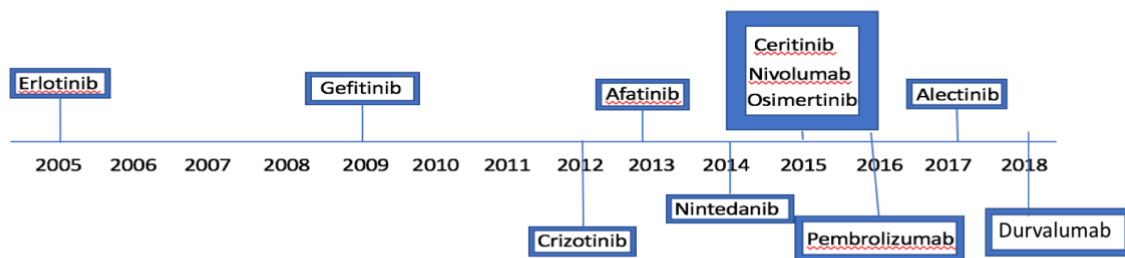 Ceritinib
Nivolumab
Osimertinib
Erlotinib
Gefitinib
Afatinib
Alectinib
2005 2006 2007 2008 2009 2010 2011 2012 2013 2014 2015 2016 2017 2018
Nintedanib
Crizotinib
Pembrolizumab
Durvalumab